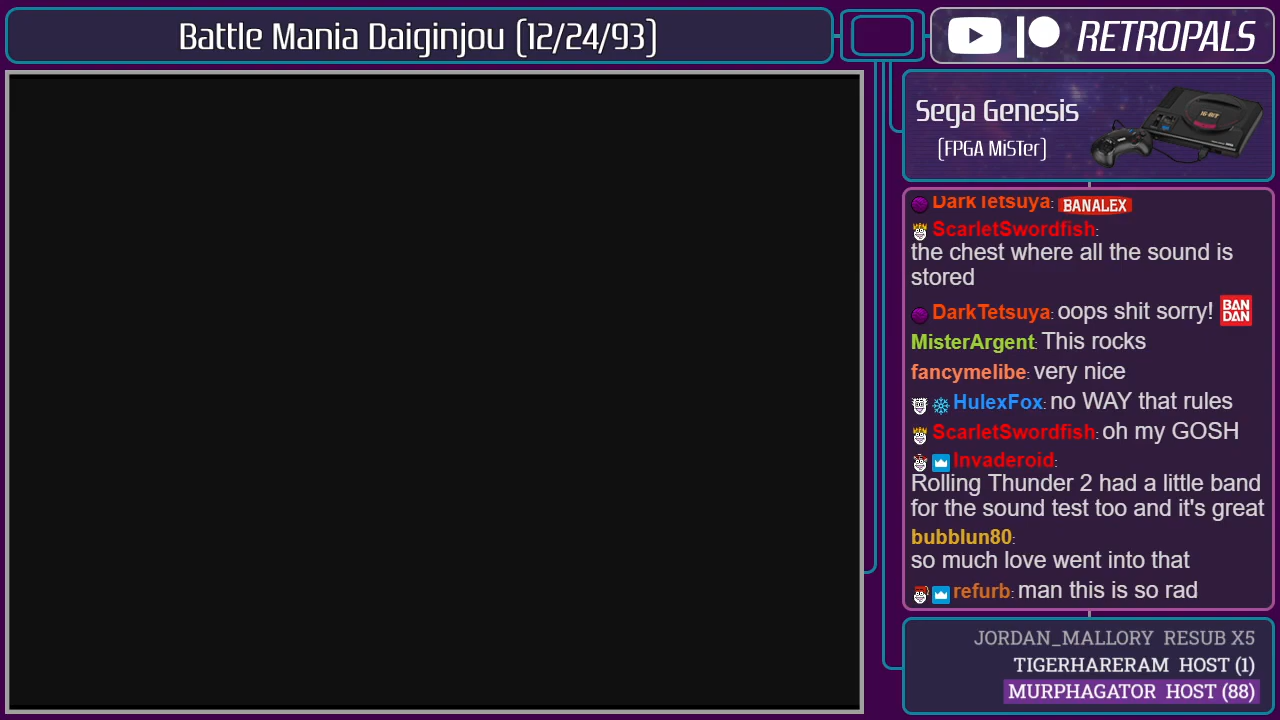 Battle Mania Daiginjou (12/24/93)
RETROPALS
Sega Genesis
(FPGA MiSTer)
16-BIT
DarkTetsuya: BANALEX
ScarletSwordfish:
the chest where all the sound is
stored
DarkTetsuya: oops shit sorry! BAN
DAN
MisterArgent: This rocks
fancymelibe: very nice
HulexFox: no WAY that rules
ScarletSwordfish: oh my GOSH
Invaderoid:
Rolling Thunder 2 had a little band
for the sound test too and it's great
bubblun80:
so much love went into that
refurb: man this is so rad
JORDAN_MALLORY RESUB X5
TIGERHARERAM HOST (1)
MURPHAGATOR HOST (88)